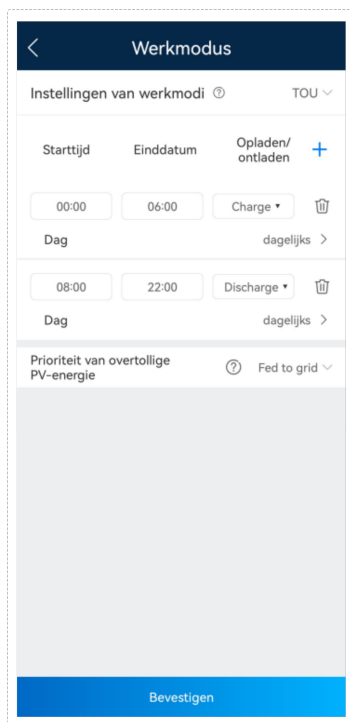 Werkmodus
Instellingen van werkmodi ? TOU
Starttijd Einddatum Opladen/
ontladen +
00:00 06:00 Charge
Dag dagelijks >
08:00 22:00 Discharge
Dag dagelijks >
Prioriteit van overtollige
PV-energie ? Fed to grid
Bevestigen